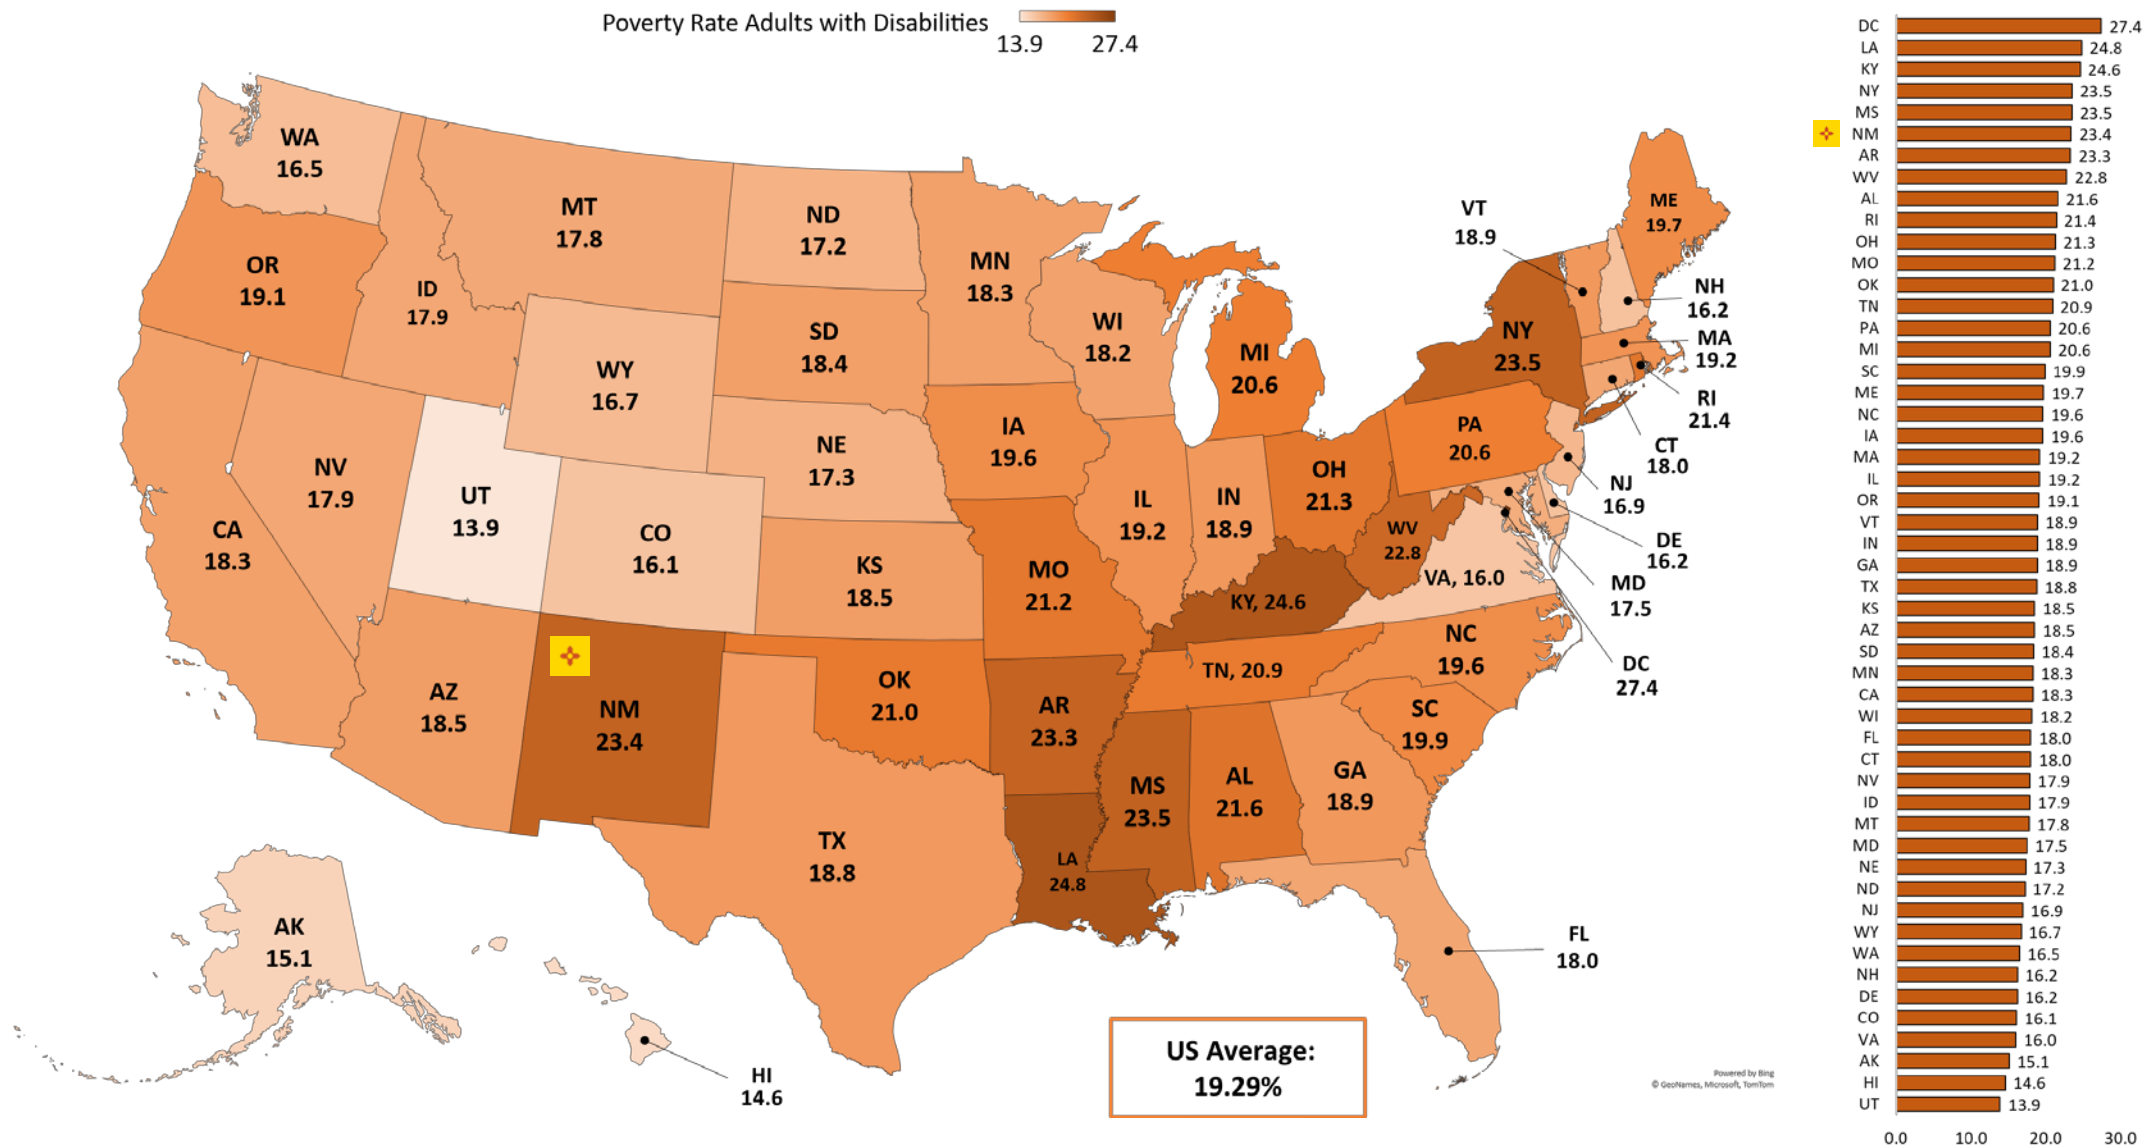 Poverty Rate Adults with Disabilities
13.9 27.4
WA
16.5
OR
19.1
ID
17.9
MT
17.8
ND
17.2
MN
18.3
SD
18.4
WY
16.7
WI
18.2
MI
20.6
VT
18.9
ME
19.7
NH
16.2
MA
19.2
NY
23.5
RI
21.4
CT
18.0
NJ
16.9
DE
16.2
MD
17.5
DC
27.4
PA
20.6
NV
17.9
UT
13.9
CA
18.3
CO
16.1
NE
17.3
IA
19.6
KS
18.5
MO
21.2
IL
19.2
IN
18.9
OH
21.3
WV
22.8
VA, 16.0
KY, 24.6
TN, 20.9
NC
19.6
SC
19.9
AZ
18.5
NM
23.4
OK
21.0
AR
23.3
TX
18.8
LA
24.8
MS
23.5
AL
21.6
GA
18.9
FL
18.0
AK
15.1
HI
14.6
US Average:
19.29%
Powered by Bing
© GeoNames, Microsoft, TomTom
DC 27.4
LA 24.8
KY 24.6
NY 23.5
MS 23.5
NM 23.4
AR 23.3
WV 22.8
AL 21.6
RI 21.4
OH 21.3
MO 21.2
OK 21.0
TN 20.9
PA 20.6
MI 20.6
SC 19.9
ME 19.7
NC 19.6
IA 19.6
MA 19.2
IL 19.2
OR 19.1
VT 18.9
IN 18.9
GA 18.9
TX 18.8
KS 18.5
AZ 18.5
SD 18.4
MN 18.3
CA 18.3
WI 18.2
FL 18.0
CT 18.0
NV 17.9
ID 17.9
MT 17.8
MD 17.5
NE 17.3
ND 17.2
NJ 16.9
WY 16.7
WA 16.5
NH 16.2
DE 16.2
CO 16.1
VA 16.0
AK 15.1
HI 14.6
UT 13.9
0.0 10.0 20.0 30.0